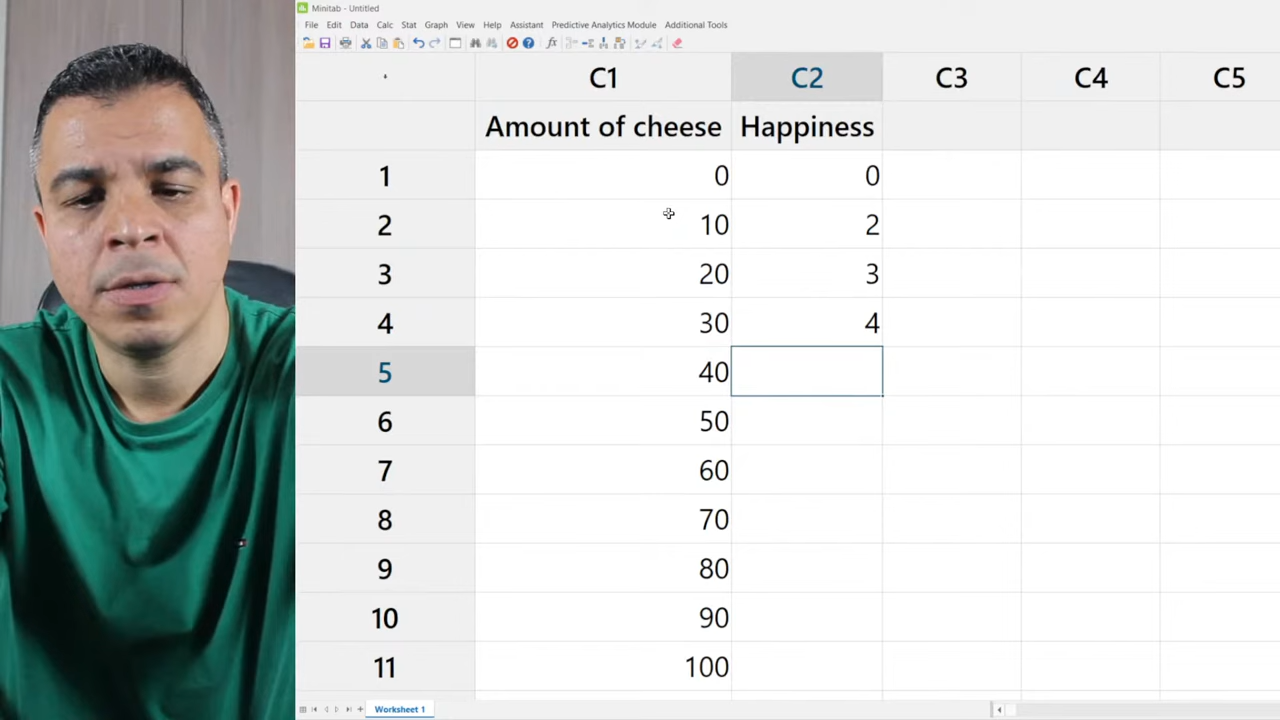 Minitab - Untitled
File Edit Data Calc Stat Graph View Help Assistant Predictive Analytics Module Additional Tools
C1 C2 C3 C4 C5
Amount of cheese Happiness
1 0 0
2 10 2
3 20 3
4 30 4
5 40
6 50
7 60
8 70
9 80
10 90
11 100
Worksheet 1